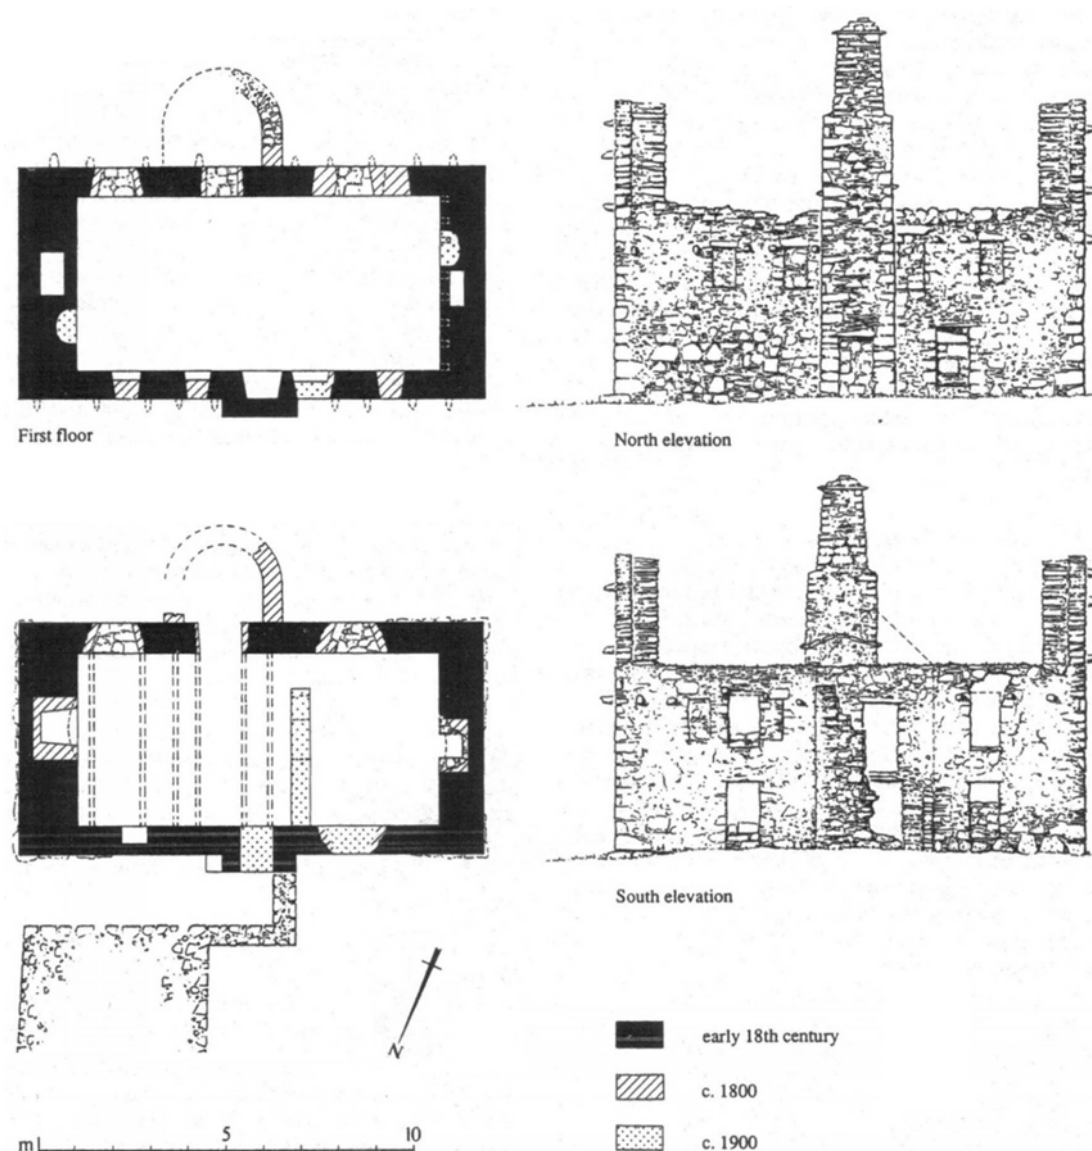 First floor
North elevation
South elevation
N
early 18th century
c. 1800
c. 1900
m 5 10